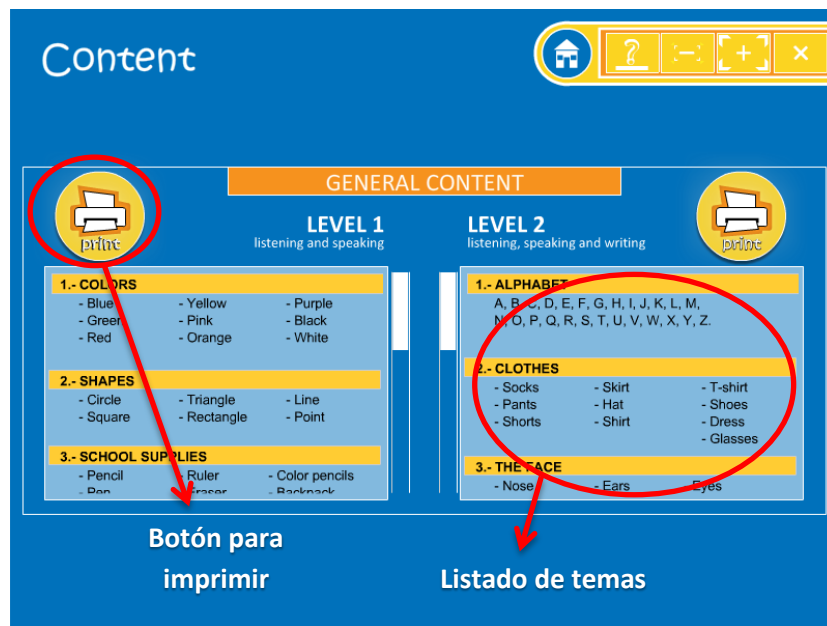 Content
?
GENERAL CONTENT
print
LEVEL 1
listening and speaking
1.- COLORS
- Blue - Yellow - Purple
- Green - Pink - Black
- Red - Orange - White
2.- SHAPES
- Circle - Triangle - Line
- Square - Rectangle - Point
3.- SCHOOL SUPPLIES
- Pencil - Ruler - Color pencils
- Pen - Eraser - Backpack
LEVEL 2
listening, speaking and writing
print
1.- ALPHABET
A, B, C, D, E, F, G, H, I, J, K, L, M,
N, O, P, Q, R, S, T, U, V, W, X, Y, Z.
2.- CLOTHES
- Socks - Skirt - T-shirt
- Pants - Hat - Shoes
- Shorts - Shirt - Dress
- Glasses
3.- THE FACE
- Nose - Ears - Eyes
Botón para
imprimir
Listado de temas